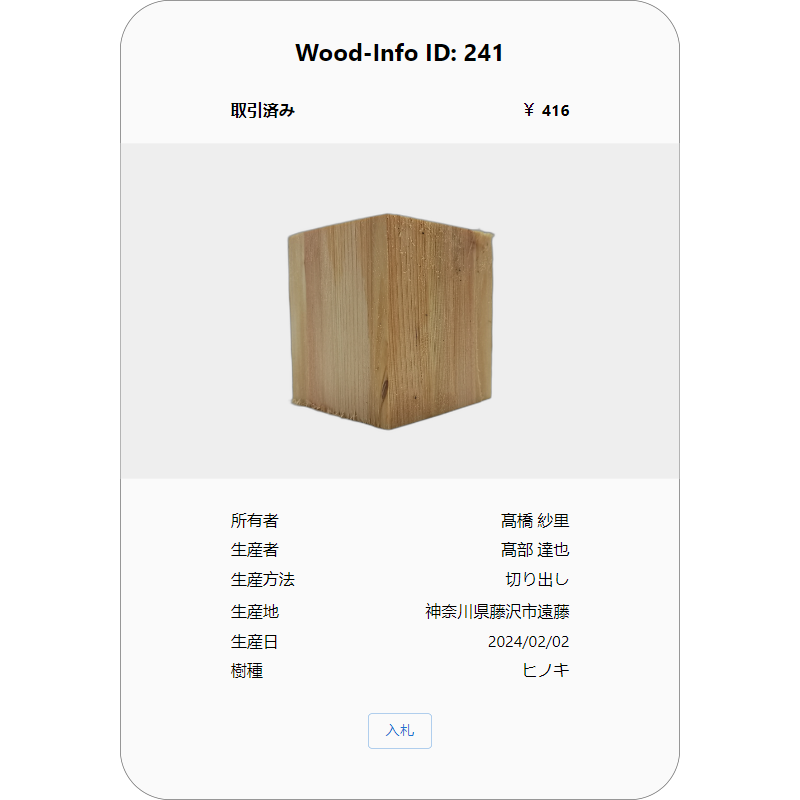 Wood-Info ID: 241
取引済み ￥ 416
所有者 髙橋 紗里
生産者 高部 達也
生産方法 切り出し
生産地 神奈川県藤沢市遠藤
生産日 2024/02/02
樹種 ヒノキ
入札